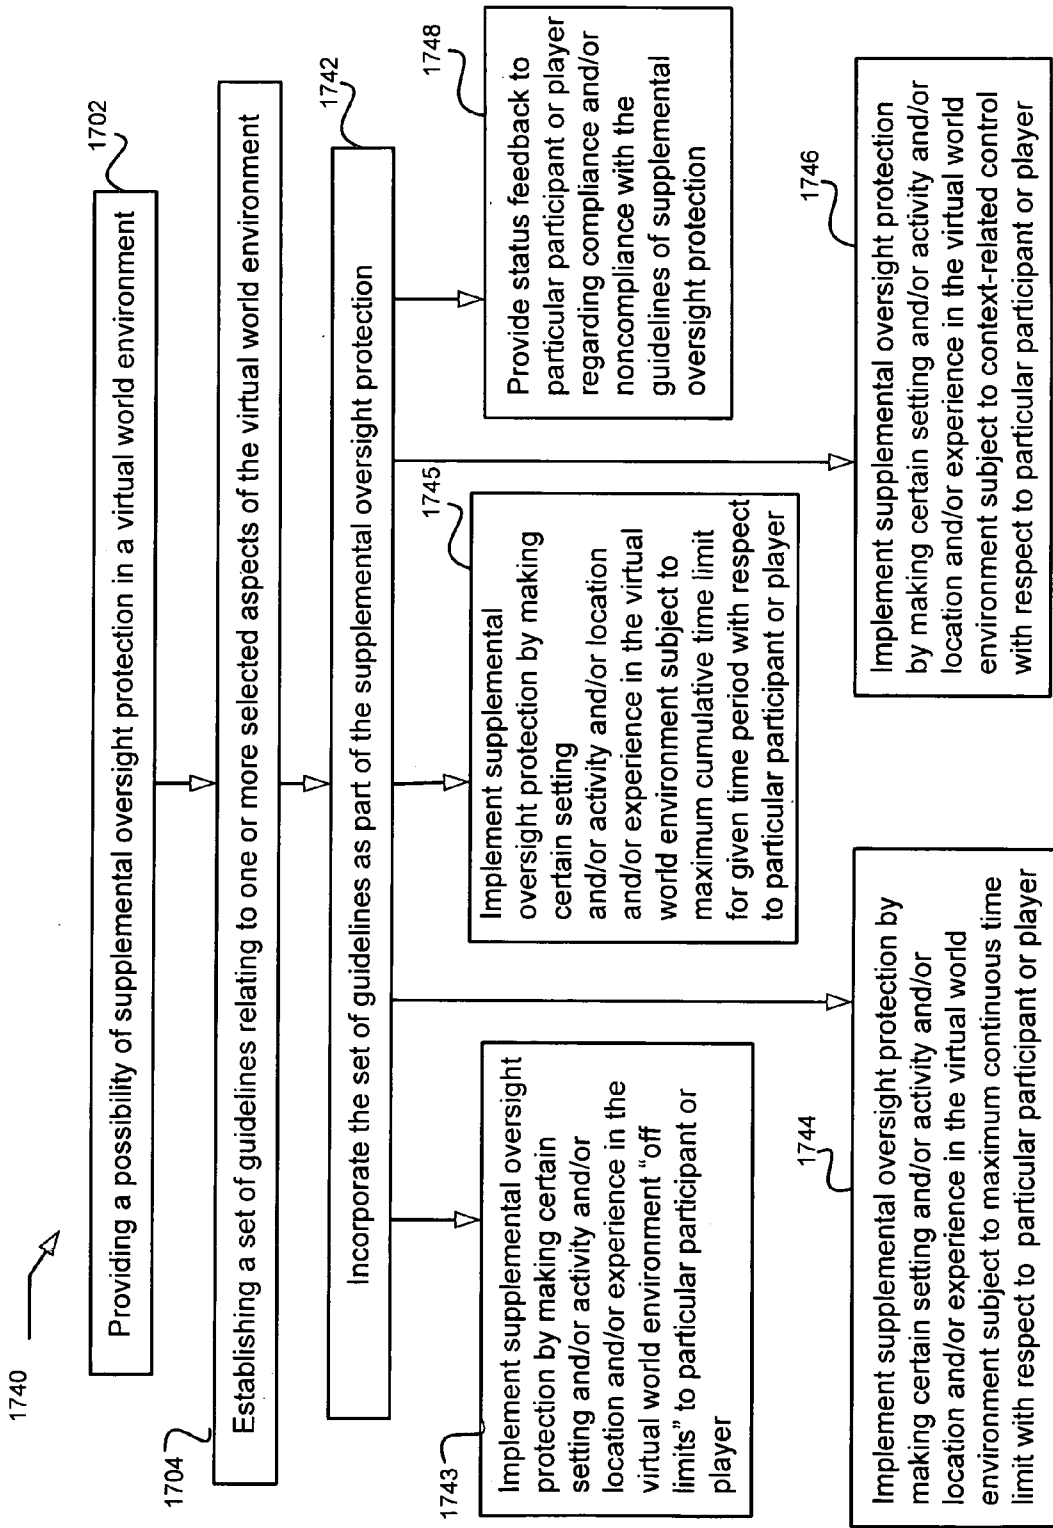 1740
1702
Providing a possibility of supplemental oversight protection in a virtual world environment
1704
Establishing a set of guidelines relating to one or more selected aspects of the virtual world environment
1742
Incorporate the set of guidelines as part of the supplemental oversight protection
1743
Implement supplemental oversight
protection by making certain
setting and/or activity and/or
location and/or experience in the
virtual world environment “off
limits” to particular participant or
player
1745
Implement supplemental
oversight protection by making
certain setting
and/or activity and/or location
and/or experience in the virtual
world environment subject to
maximum cumulative time limit
for given time period with respect
to particular participant or player
1748
Provide status feedback to
particular participant or player
regarding compliance and/or
noncompliance with the
guidelines of supplemental
oversight protection
1744
Implement supplemental oversight protection by
making certain setting and/or activity and/or
location and/or experience in the virtual world
environment subject to maximum continuous time
limit with respect to particular participant or player
1746
Implement supplemental oversight protection
by making certain setting and/or activity and/or
location and/or experience in the virtual world
environment subject to context-related control
with respect to particular participant or player